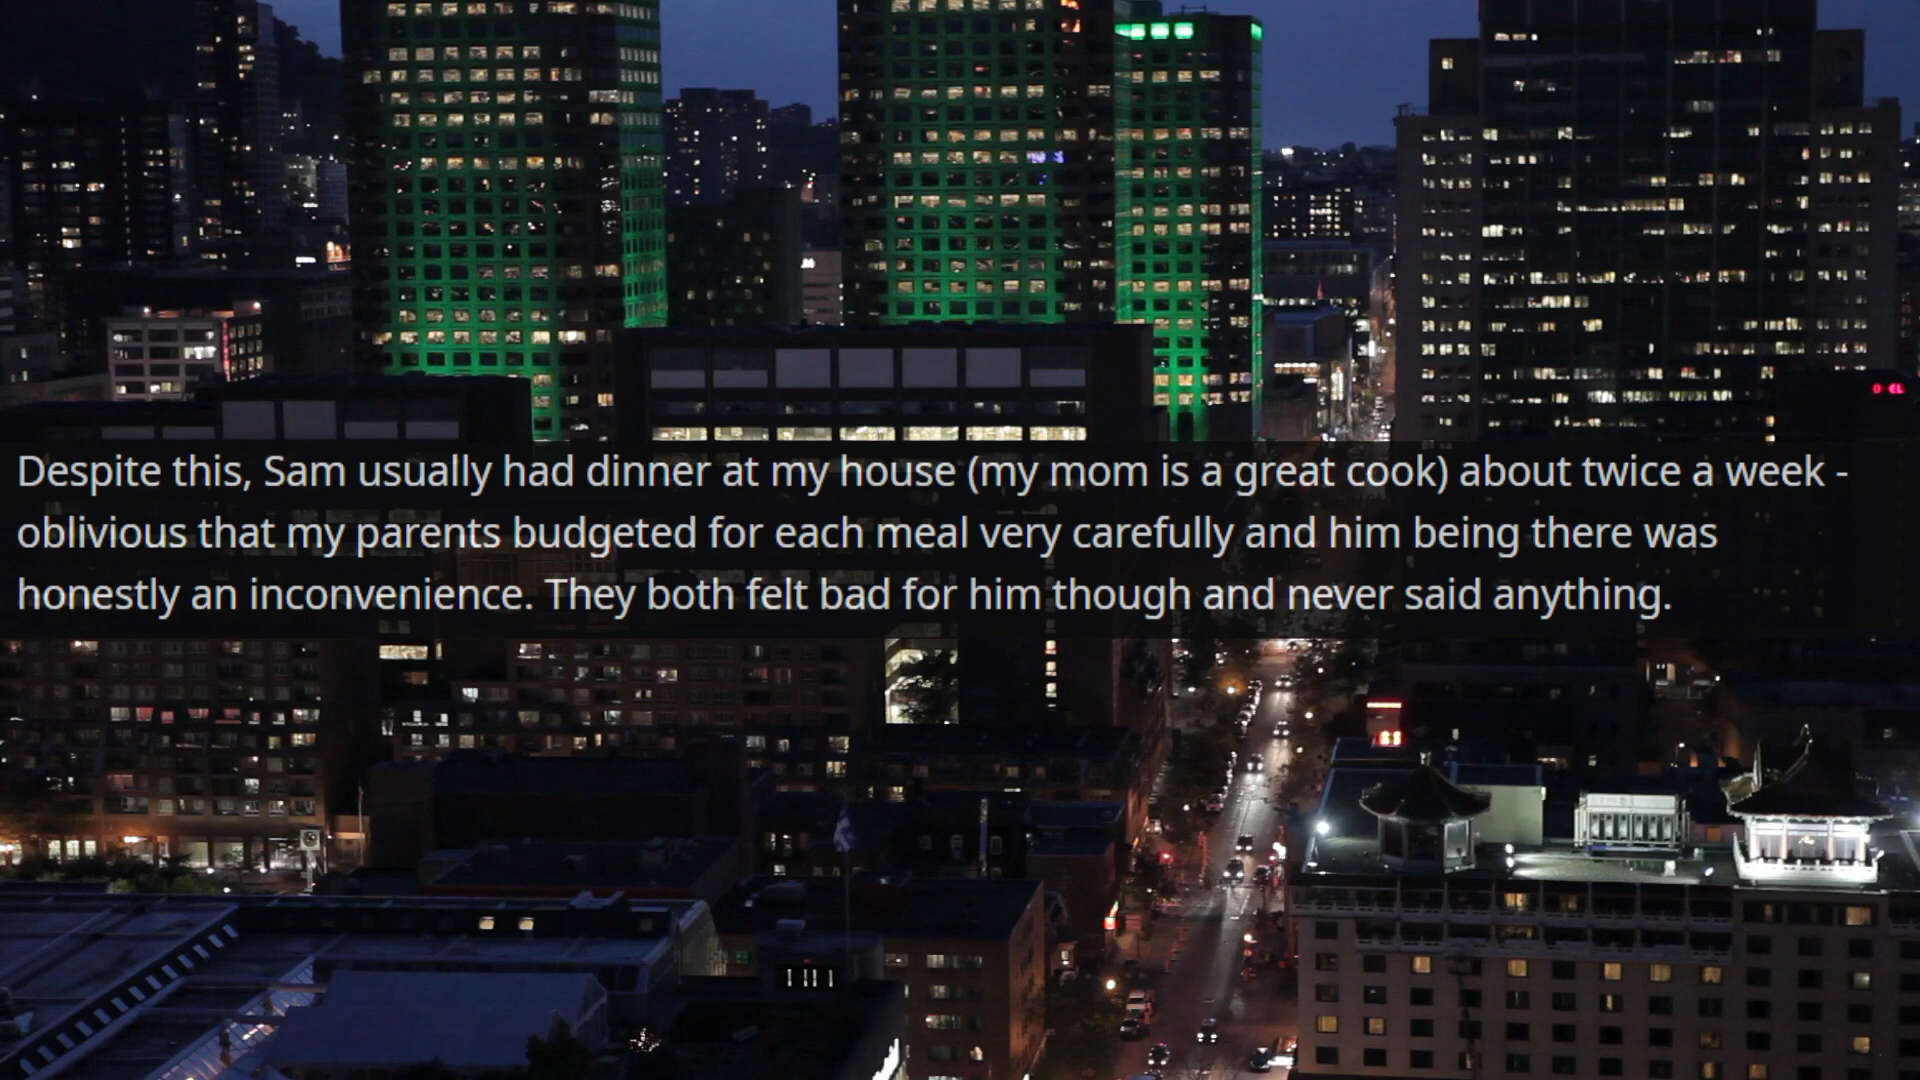 Despite this, Sam usually had dinner at my house (my mom is a great cook) about twice a week -
oblivious that my parents budgeted for each meal very carefully and him being there was
honestly an inconvenience. They both felt bad for him though and never said anything.